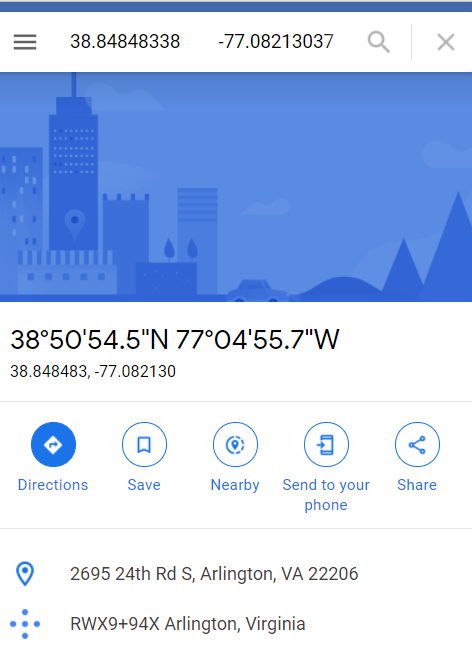 38.84848338 -77.08213037
38°50'54.5"N 77°04'55.7"W
38.848483, -77.082130
Directions
Save
Nearby
Send to your
phone
Share
2695 24th Rd S, Arlington, VA 22206
RWX9+94X Arlington, Virginia